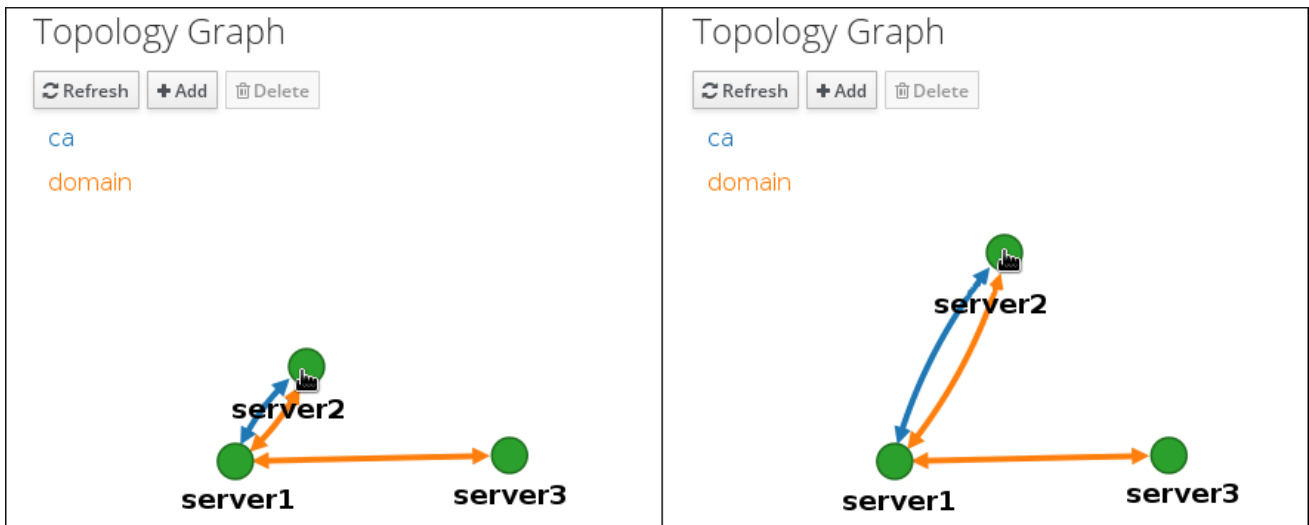 Topology Graph
Refresh Add Delete
ca
domain
server2
server1
server3
Topology Graph
Refresh Add Delete
ca
domain
server2
server1
server3